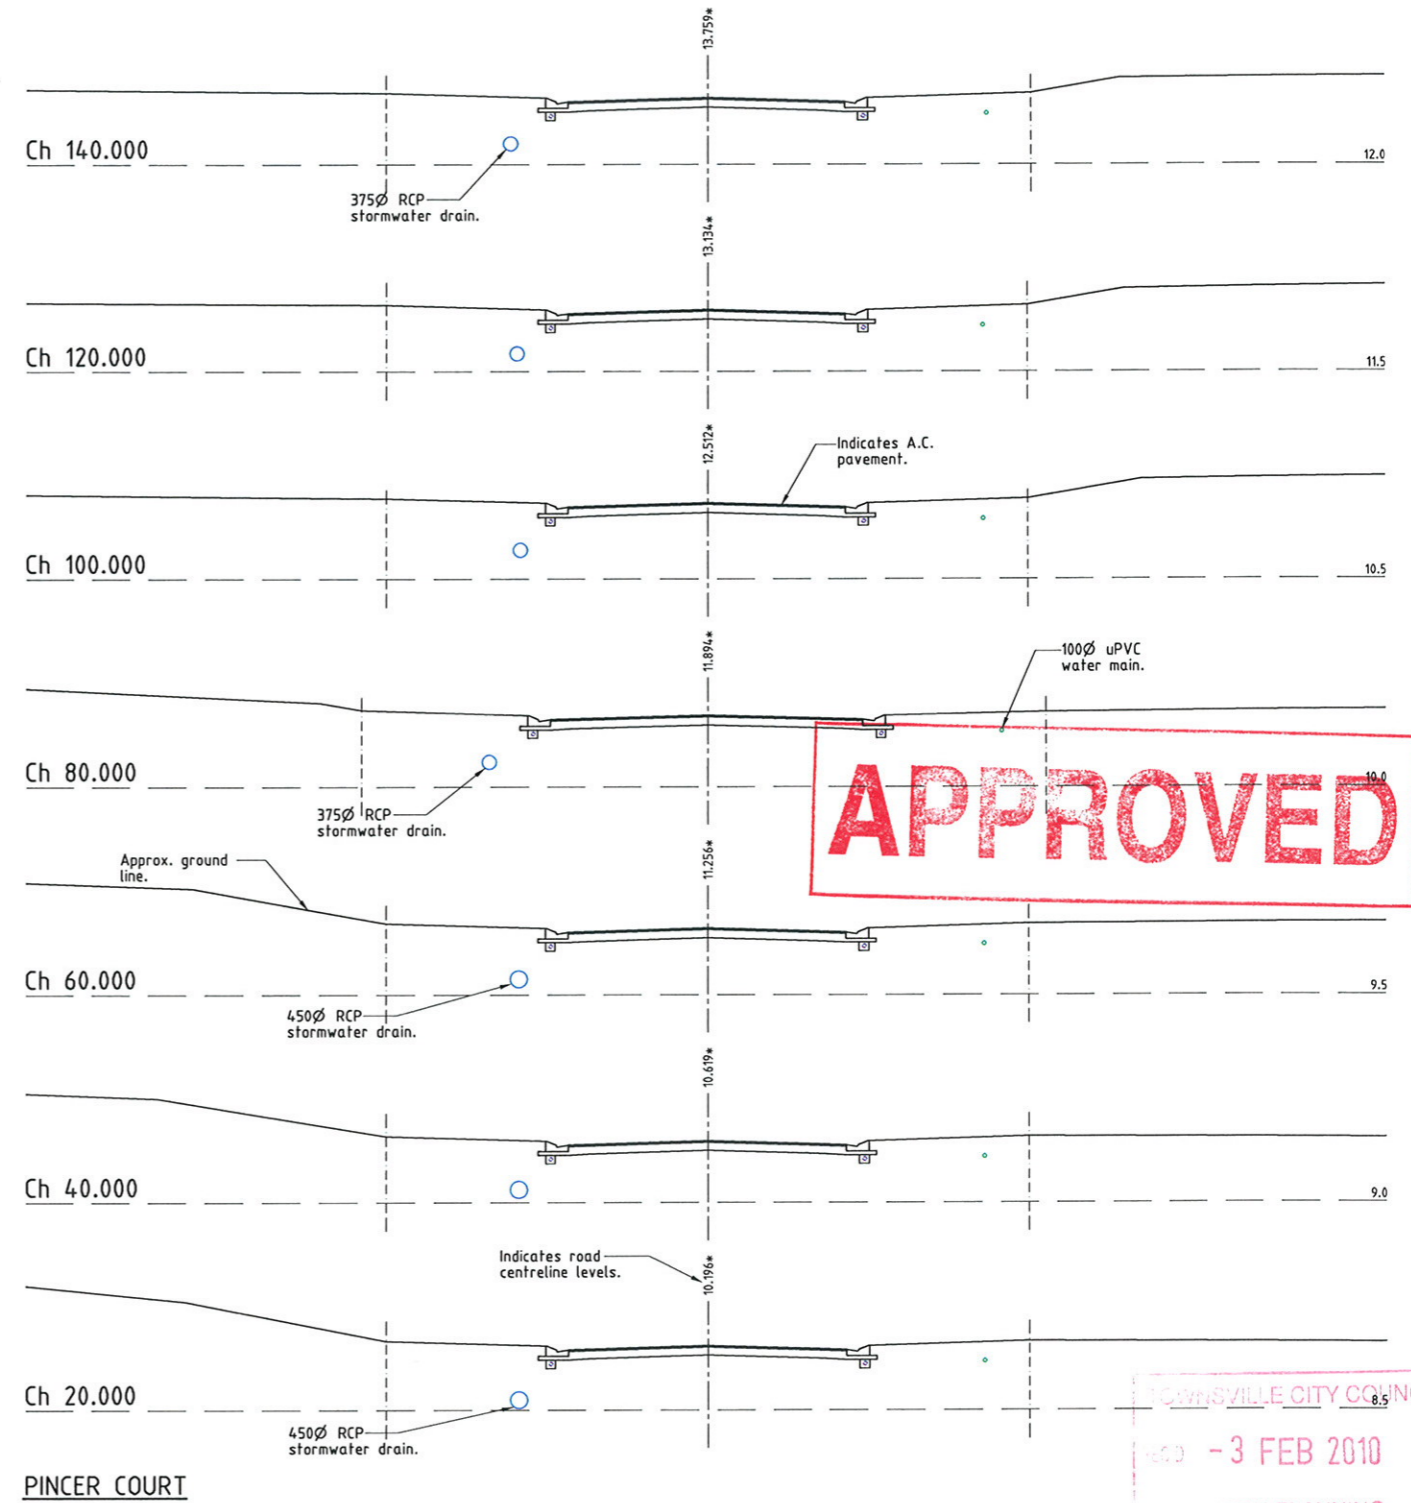 13.759*
Ch 140.000
12.0
375Ø RCP
stormwater drain.
13.134*
Ch 120.000
11.5
12.512*
Indicates A.C.
pavement.
Ch 100.000
10.5
11.894*
100Ø uPVC
water main.
Ch 80.000
10.0
APPROVED
375Ø RCP
stormwater drain.
11.256*
Approx. ground
line.
Ch 60.000
9.5
450Ø RCP
stormwater drain.
10.619*
Ch 40.000
9.0
Indicates road
centreline levels.
10.196*
Ch 20.000
8.5
TOWNSVILLE CITY COUNC
450Ø RCP
stormwater drain.
-3 FEB 2010
PINCER COURT